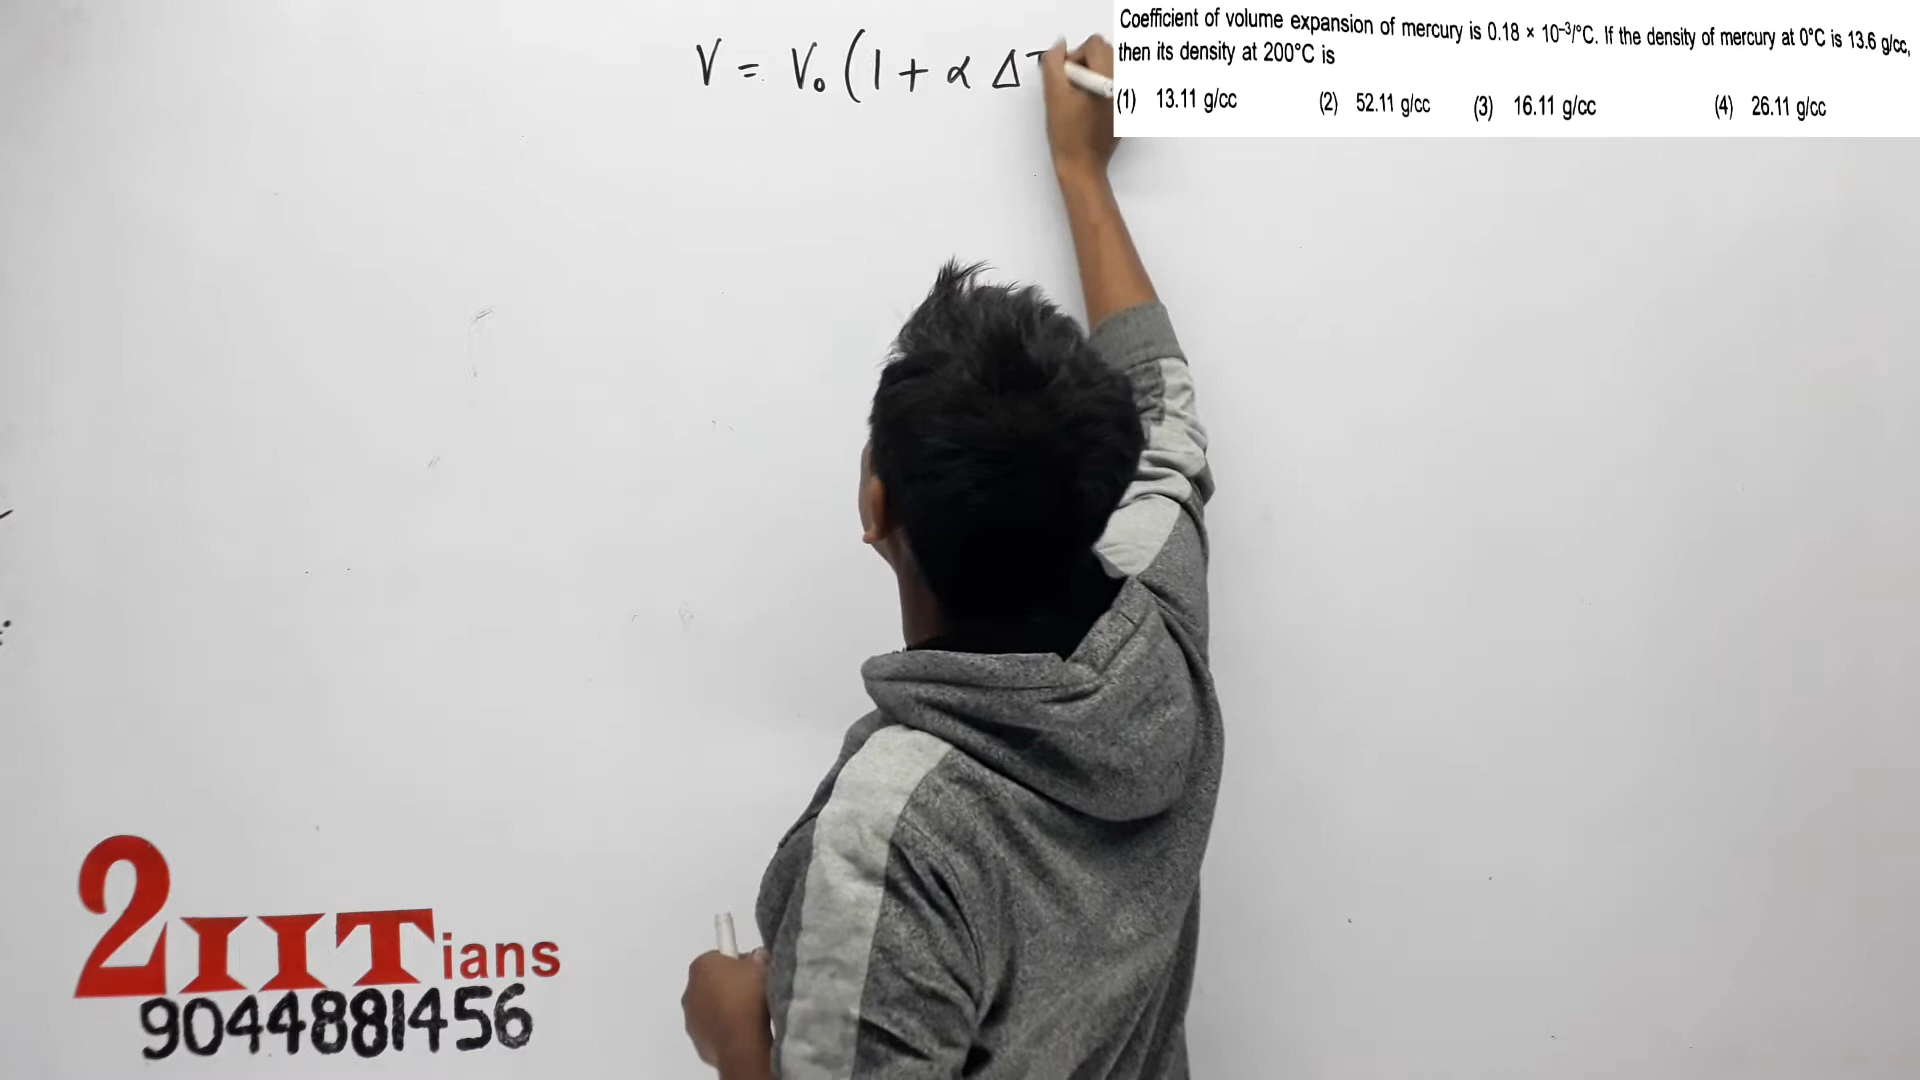 V = V₀ (1 + α Δ
Coefficient of volume expansion of mercury is 0.18 × 10⁻³/°C. If the density of mercury at 0°C is 13.6 g/cc,
then its density at 200°C is
(1) 13.11 g/cc (2) 52.11 g/cc (3) 16.11 g/cc (4) 26.11 g/cc
2IITians
9044881456